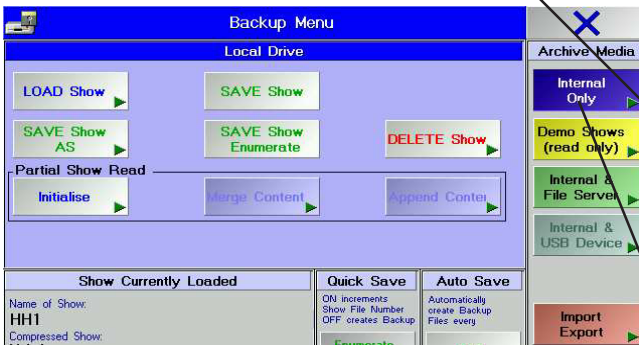 Backup Menu
Local Drive
Archive Media
LOAD Show
SAVE Show
Internal
Only
SAVE Show
AS
SAVE Show
Enumerate
DELETE Show
Demo Shows
(read only)
Partial Show Read
Initialise
Merge Content
Append Conter
Internal &
File Server
Internal &
USB Device
Show Currently Loaded
Quick Save
Auto Save
Name of Show:
HH1
Compressed Show:
ON increments
Show File Number
OFF creates Backup
Automatically
create Backup
Files every
Enumerate
Import
Export